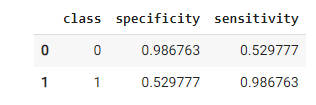 class specificity sensitivity
0 0 0.986763 0.529777
1 1 0.529777 0.986763